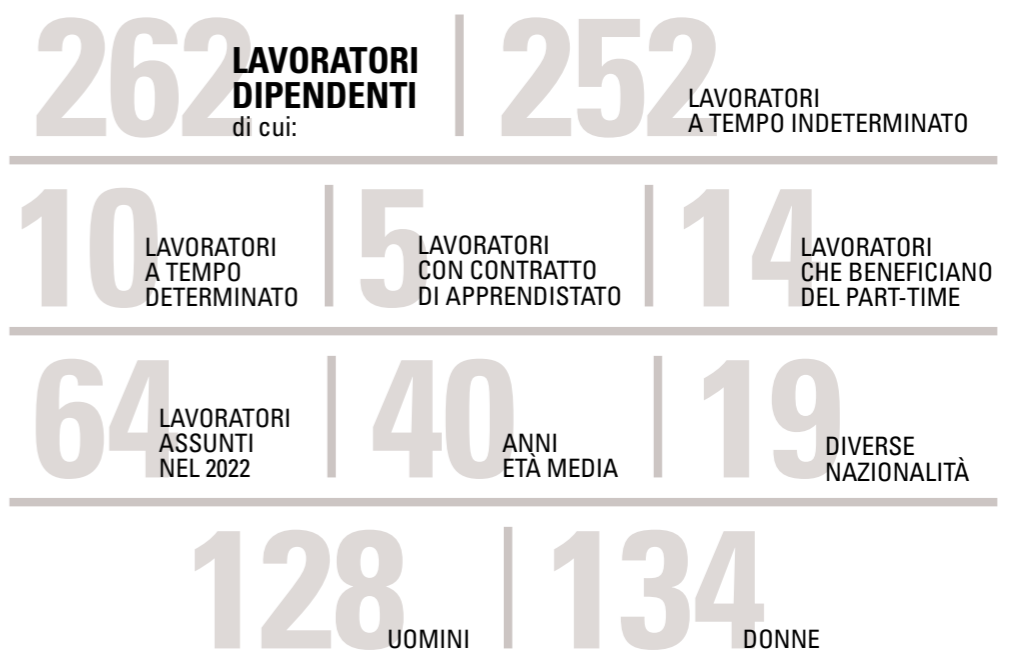 262
LAVORATORI
DIPENDENTI
di cui:
252
LAVORATORI
A TEMPO INDETERMINATO
10
LAVORATORI
A TEMPO
DETERMINATO
5
LAVORATORI
CON CONTRATTO
DI APPRENDISTATO
14
LAVORATORI
CHE BENEFICIANO
DEL PART-TIME
64
LAVORATORI
ASSUNTI
NEL 2022
40
ANNI
ETÀ MEDIA
19
DIVERSE
NAZIONALITÀ
128
UOMINI
134
DONNE